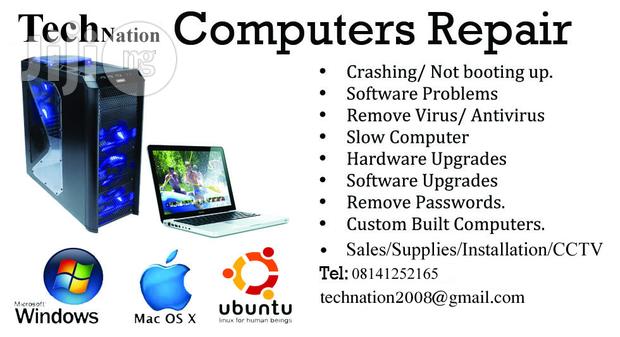 TechNation Computers Repair
• Crashing/ Not booting up.
• Software Problems
• Remove Virus/ Antivirus
• Slow Computer
• Hardware Upgrades
• Software Upgrades
• Remove Passwords.
• Custom Built Computers.
• Sales/Supplies/Installation/CCTV
Tel: 08141252165
technation2008@gmail.com
Jiji
.ng
Microsoft
Windows
Mac OS X
ubuntu
linux for human beings